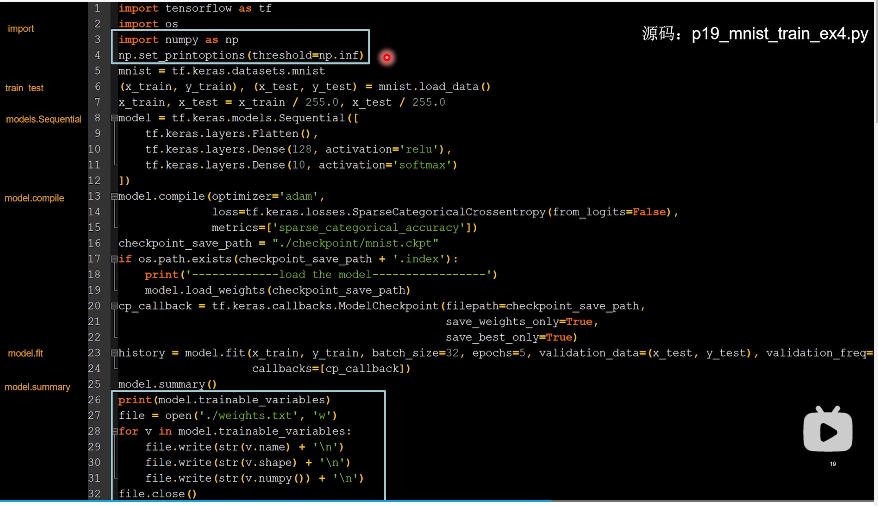 源码：p19_mnist_train_ex4.py
import
train test
models.Sequential
model.compile
model.fit
model.summary
1 import tensorflow as tf
2 import os
3 import numpy as np
4 np.set_printoptions(threshold=np.inf)
5 mnist = tf.keras.datasets.mnist
6 (x_train, y_train), (x_test, y_test) = mnist.load_data()
7 x_train, x_test = x_train / 255.0, x_test / 255.0
8 model = tf.keras.models.Sequential([
9     tf.keras.layers.Flatten(),
10     tf.keras.layers.Dense(128, activation='relu'),
11     tf.keras.layers.Dense(10, activation='softmax')
12 ])
13 model.compile(optimizer='adam',
14               loss=tf.keras.losses.SparseCategoricalCrossentropy(from_logits=False),
15               metrics=['sparse_categorical_accuracy'])
16 checkpoint_save_path = "./checkpoint/mnist.ckpt"
17 if os.path.exists(checkpoint_save_path + '.index'):
18     print('-------------load the model-----------------')
19     model.load_weights(checkpoint_save_path)
20 cp_callback = tf.keras.callbacks.ModelCheckpoint(filepath=checkpoint_save_path,
21                                                  save_weights_only=True,
22                                                  save_best_only=True)
23 history = model.fit(x_train, y_train, batch_size=32, epochs=5, validation_data=(x_test, y_test), validation_freq=
24                     callbacks=[cp_callback])
25 model.summary()
26 print(model.trainable_variables)
27 file = open('./weights.txt', 'w')
28 for v in model.trainable_variables:
29     file.write(str(v.name) + '\n')
30     file.write(str(v.shape) + '\n')
31     file.write(str(v.numpy()) + '\n')
32 file.close()
19